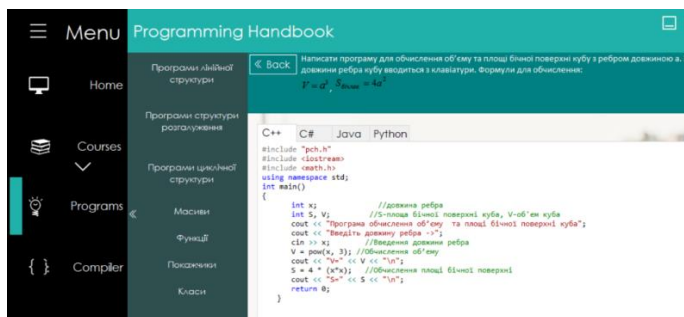 Menu
Programming Handbook
Home
Courses
Programs
Compiler
Програми лінійної
структури
Програми структури
розгалуження
Програми циклічної
структури
Масиви
Функції
Покажчики
Класи
« Back
Написати програму для обчислення об'єму та площі бічної поверхні кубу з ребром довжиною a.
довжини ребра кубу вводиться з клавіатури. Формули для обчислення:
V = a³, Sбічна = 4a²
C++ C# Java Python
#include "pch.h"
#include <iostream>
#include <math.h>
using namespace std;
int main()
{
int x; //довжина ребра
int S, V; //S-площа бічної поверхні куба, V-об'єм куба
cout << "Програма обчислення об'єму та площі бічної поверхні куба";
cout << "Введіть довжину ребра ->";
cin >> x; //Введення довжини ребра
V = pow(x, 3); //Обчислення об'єму
cout << "V=" << V << "\n";
S = 4 * (x*x); //Обчислення площі бічної поверхні
cout << "S=" << S << "\n";
return 0;
}